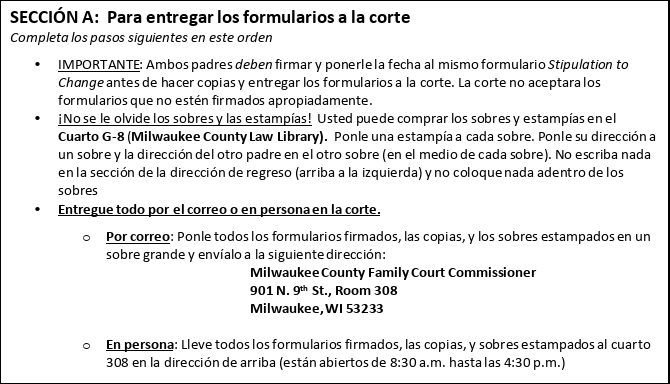 SECCIÓN A: Para entregar los formularios a la corte
Completa los pasos siguientes en este orden
• IMPORTANTE: Ambos padres deben firmar y ponerle la fecha al mismo formulario Stipulation to
Change antes de hacer copias y entregar los formularios a la corte. La corte no aceptara los
formularios que no estén firmados apropiadamente.
• ¡No se le olvide los sobres y las estampías! Usted puede comprar los sobres y estampías en el
Cuarto G-8 (Milwaukee County Law Library). Ponle una estampía a cada sobre. Ponle su dirección a
un sobre y la dirección del otro padre en el otro sobre (en el medio de cada sobre). No escriba nada
en la sección de la dirección de regreso (arriba a la izquierda) y no coloque nada adentro de los
sobres
• Entregue todo por el correo o en persona en la corte.
o Por correo: Ponle todos los formularios firmados, las copias, y los sobres estampados en un
sobre grande y envíalo a la siguiente dirección:
Milwaukee County Family Court Commissioner
901 N. 9th St., Room 308
Milwaukee, WI 53233
o En persona: Lleve todos los formularios firmados, las copias, y sobres estampados al cuarto
308 en la dirección de arriba (están abiertos de 8:30 a.m. hasta las 4:30 p.m.)